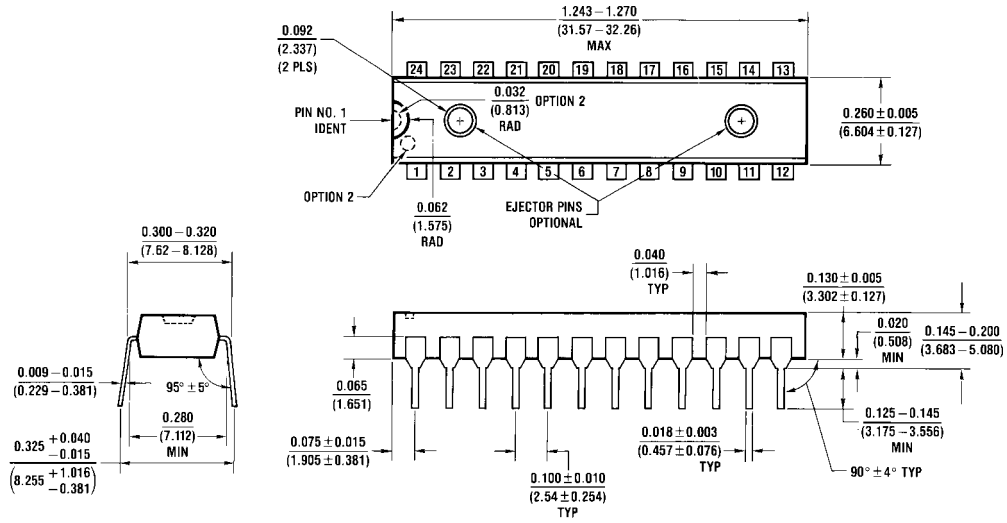 1.243–1.270
(31.57–32.26)
MAX
0.092
(2.337)
(2 PLS)
24 23 22 21 20 19 18 17 16 15 14 13
0.032
(0.813)
RAD
OPTION 2
PIN NO. 1
IDENT
0.260±0.005
(6.604±0.127)
1 2 3 4 5 6 7 8 9 10 11 12
OPTION 2
0.062
(1.575)
RAD
EJECTOR PINS
OPTIONAL
0.300–0.320
(7.62–8.128)
0.040
(1.016)
TYP
0.130±0.005
(3.302±0.127)
0.020
(0.508)
MIN
0.145–0.200
(3.683–5.080)
0.009–0.015
(0.229–0.381)
95°±5°
0.280
(7.112)
MIN
0.325 +0.040
–0.015
(8.255 +1.016)
–0.381
0.065
(1.651)
0.075±0.015
(1.905±0.381)
0.018±0.003
(0.457±0.076)
TYP
0.100±0.010
(2.54±0.254)
TYP
0.125–0.145
(3.175–3.556)
MIN
90°±4° TYP